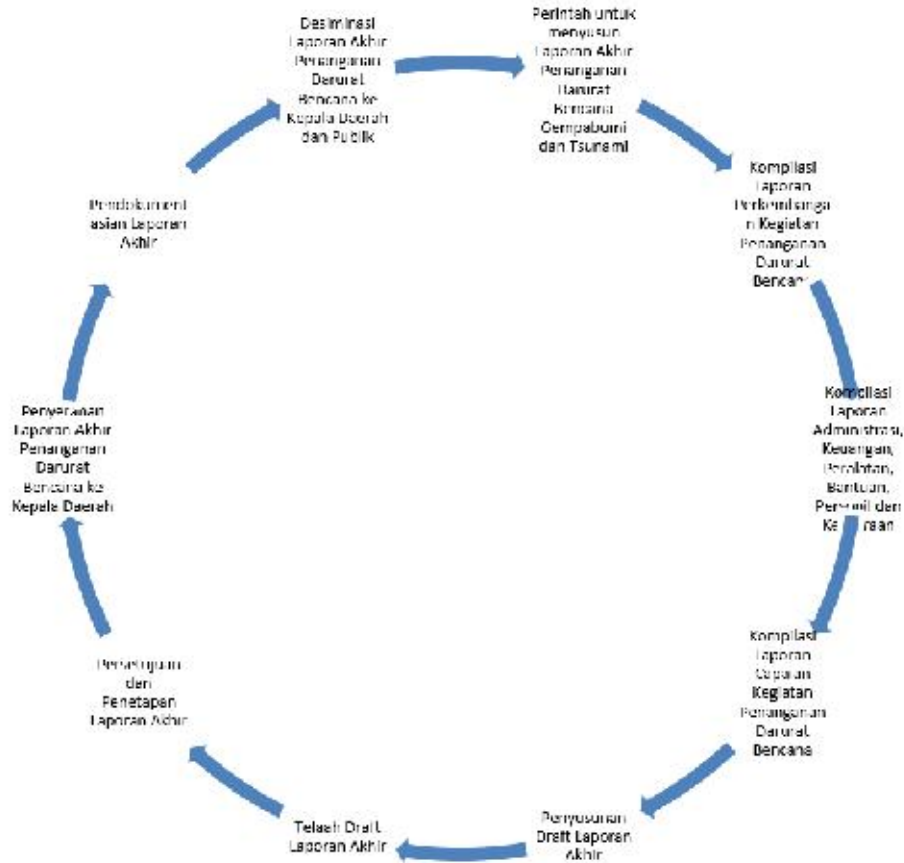 Desiminasi
Laporan Akhir
Penanganan
Darurat
Bencana ke
Kepala Daerah
dan Publik
Perintah untuk
menyusun
Laporan Akhir
Penanganan
Darurat
Bencana
Gempabumi
dan Tsunami
Kompilasi
Laporan
Perkembanga
n Kegiatan
Penanganan
Darurat
Bencana
Kompilasi
Laporan
Administrasi,
Keuangan,
Peralatan,
Bantuan,
Personil dan
Kompilasi
Laporan
Capaian
Kegiatan
Penanganan
Darurat
Bencana
Penyusunan
Draft Laporan
Akhir
Telaah Draft
Laporan Akhir
Persetujuan
dan
Penetapan
Laporan Akhir
Penyerahan
Laporan Akhir
Penanganan
Darurat
Bencana ke
Kepala Daerah
Pendokument
asian Laporan
Akhir